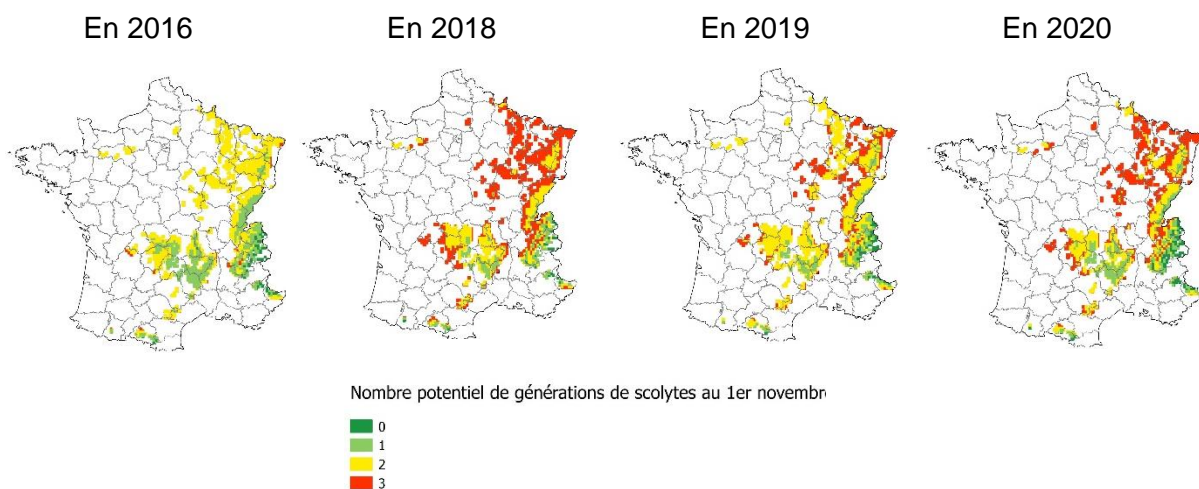 En 2016
En 2018
En 2019
En 2020
Nombre potentiel de générations de scolytes au 1er novembre
0
1
2
3